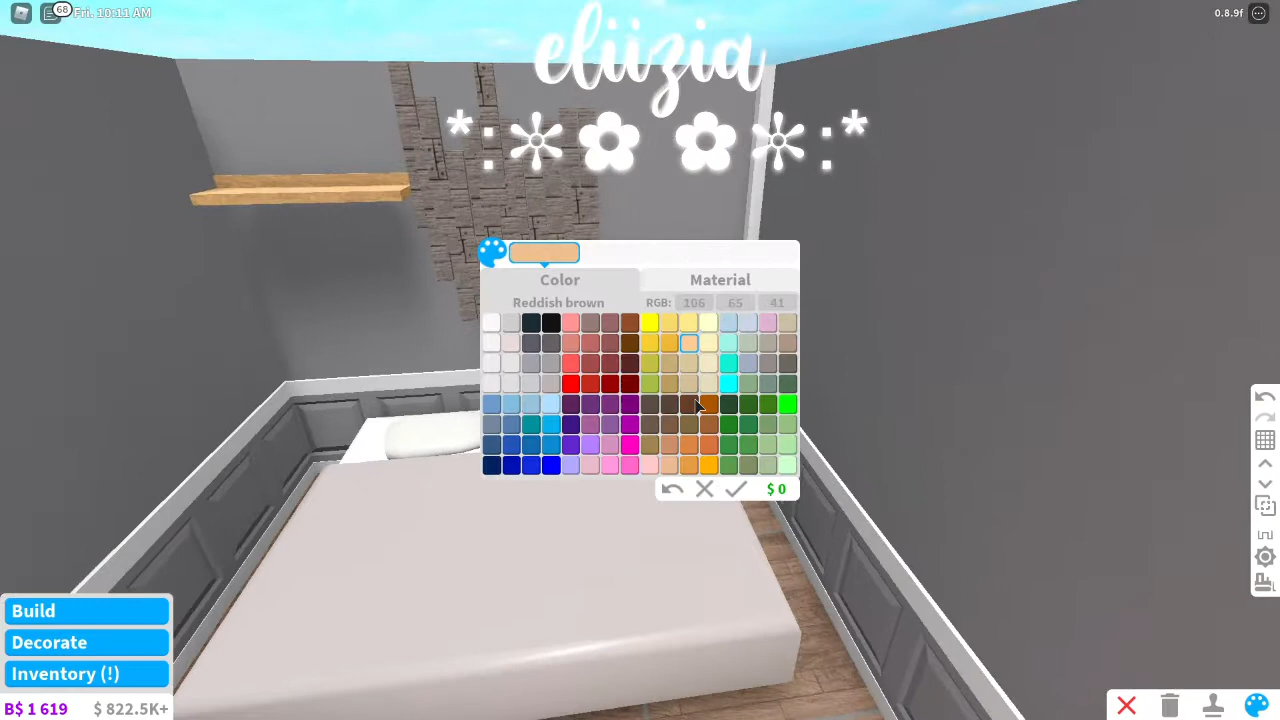 68
Fri. 10:11 AM
0.8.9f
eliizia
*:✼✿ ✿✼:*
Color
Material
Reddish brown
RGB: 106 65 41
$ 0
Build
Decorate
Inventory (!)
B$ 1 619
$ 822.5K+